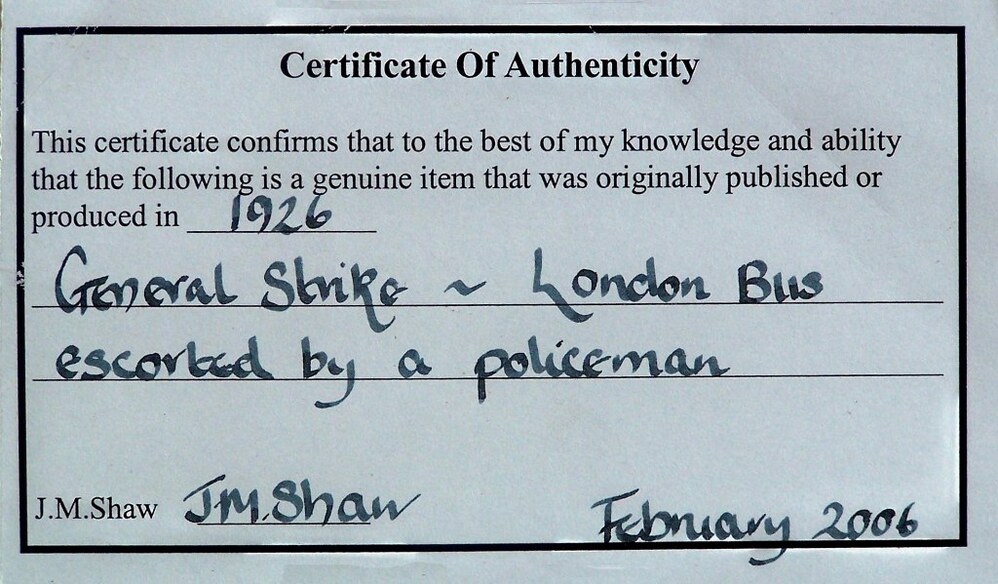 Certificate Of Authenticity
This certificate confirms that to the best of my knowledge and ability
that the following is a genuine item that was originally published or
produced in 1926
General Strike ~ London Bus
escorted by a policeman
J.M.Shaw J.M.Shaw February 2006